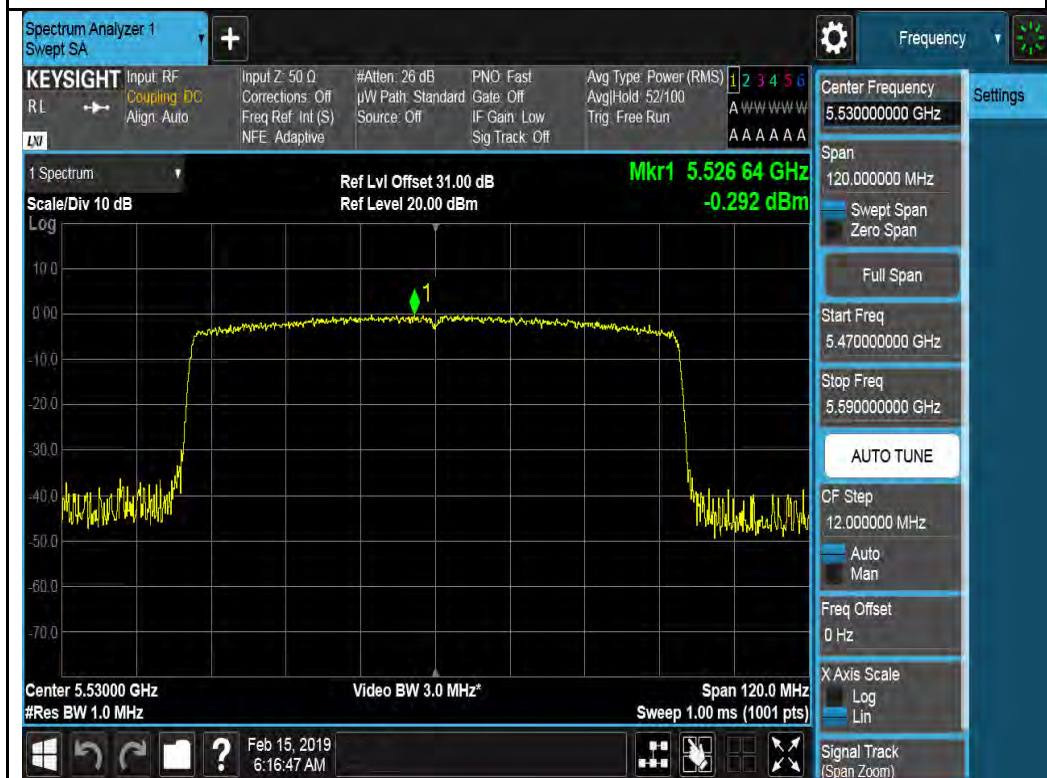 Spectrum Analyzer 1
Swept SA
Frequency
KEYSIGHT
RL
LXI
Input: RF
Coupling: DC
Align: Auto
Input Z: 50 Ω
Corrections: Off
Freq Ref: Int (S)
NFE: Adaptive
#Atten: 26 dB
µW Path: Standard
Source: Off
PNO: Fast
Gate: Off
IF Gain: Low
Sig Track: Off
Avg Type: Power (RMS)
Avg|Hold: 52/100
Trig: Free Run
1 2 3 4 5 6
A W W W W W
A A A A A A
Center Frequency
5.530000000 GHz
Settings
1 Spectrum
Scale/Div 10 dB
Ref Lvl Offset 31.00 dB
Ref Level 20.00 dBm
Mkr1 5.526 64 GHz
-0.292 dBm
Log
10.0
0.00
-10.0
-20.0
-30.0
-40.0
-50.0
-60.0
-70.0
1
Center 5.53000 GHz
#Res BW 1.0 MHz
Video BW 3.0 MHz*
Span 120.0 MHz
Sweep 1.00 ms (1001 pts)
Span
120.000000 MHz
Swept Span
Zero Span
Full Span
Start Freq
5.470000000 GHz
Stop Freq
5.590000000 GHz
AUTO TUNE
CF Step
12.000000 MHz
Auto
Man
Freq Offset
0 Hz
X Axis Scale
Log
Lin
Signal Track
(Span Zoom)
?
Feb 15, 2019
6:16:47 AM